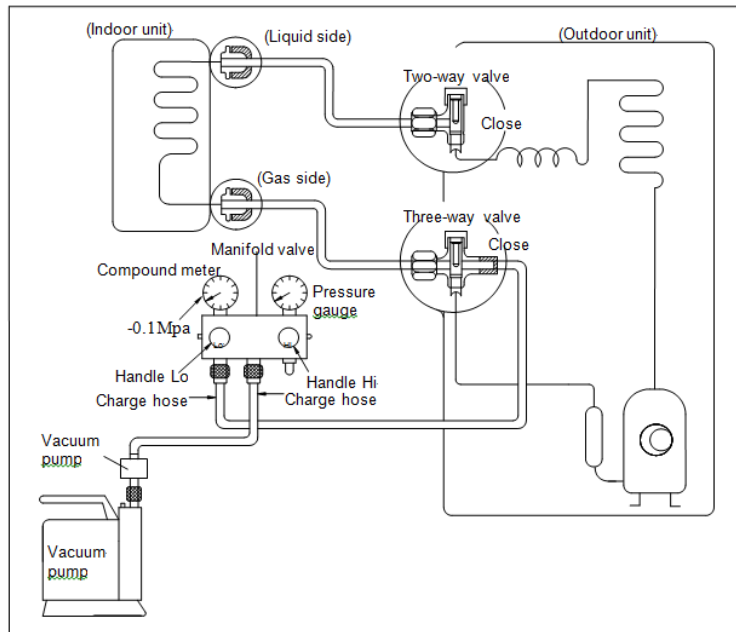 (Indoor unit)
(Liquid side)
(Outdoor unit)
Two-way valve
Close
(Gas side)
Three-way valve
Close
Manifold valve
Compound meter
Pressure
gauge
-0.1Mpa
Lo
Handle Lo
Handle Hi
Charge hose
Charge hose
Vacuum
pump
Vacuum
pump